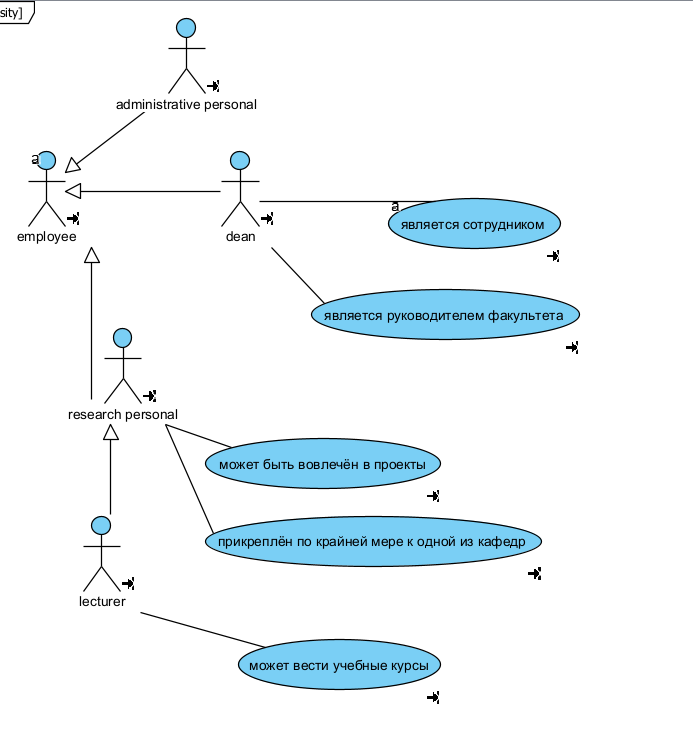 sity]
administrative personal
a
employee
dean
a
является сотрудником
является руководителем факультета
research personal
может быть вовлечён в проекты
прикреплён по крайней мере к одной из кафедр
lecturer
может вести учебные курсы